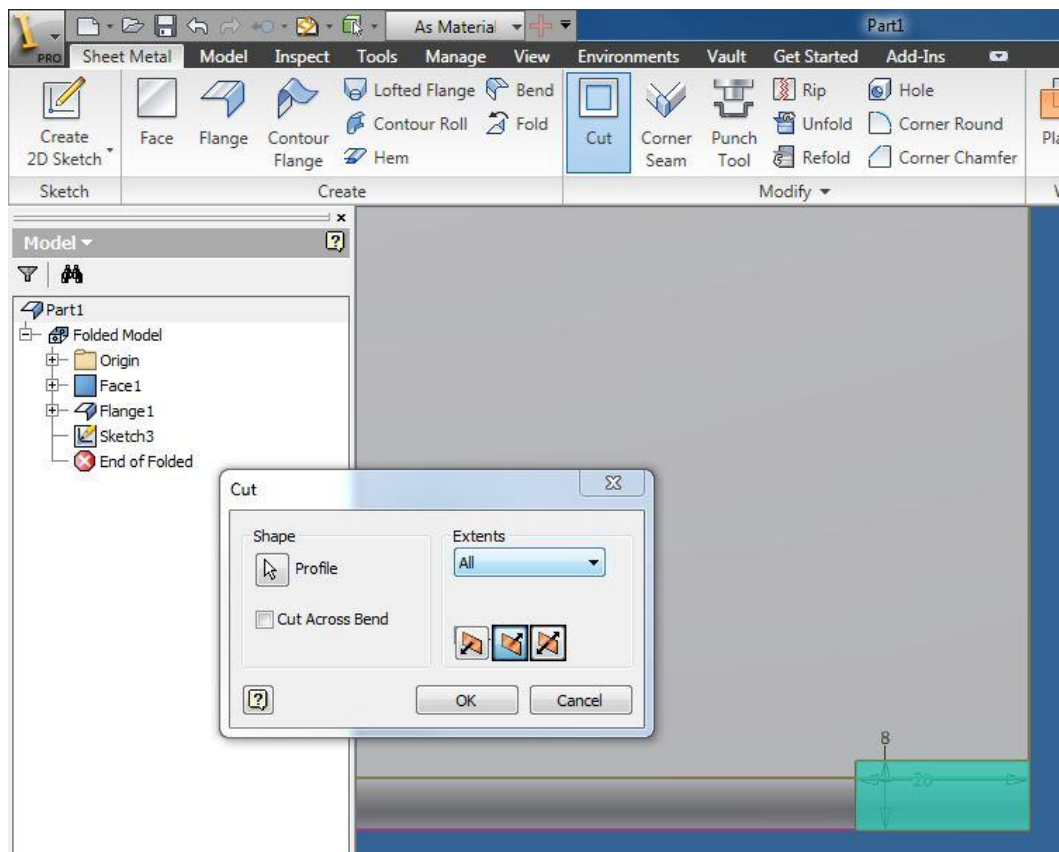 As Material
Part1
PRO
Sheet Metal Model Inspect Tools Manage View Environments Vault Get Started Add-Ins
Create
2D Sketch
Face
Flange
Contour
Flange
Lofted Flange
Bend
Contour Roll
Fold
Hem
Cut
Corner
Seam
Punch
Tool
Rip
Unfold
Refold
Hole
Corner Round
Corner Chamfer
Sketch
Create
Modify
Model
Part1
Folded Model
Origin
Face1
Flange1
Sketch3
End of Folded
Cut
Shape
Profile
Cut Across Bend
Extents
All
OK
Cancel
8
20